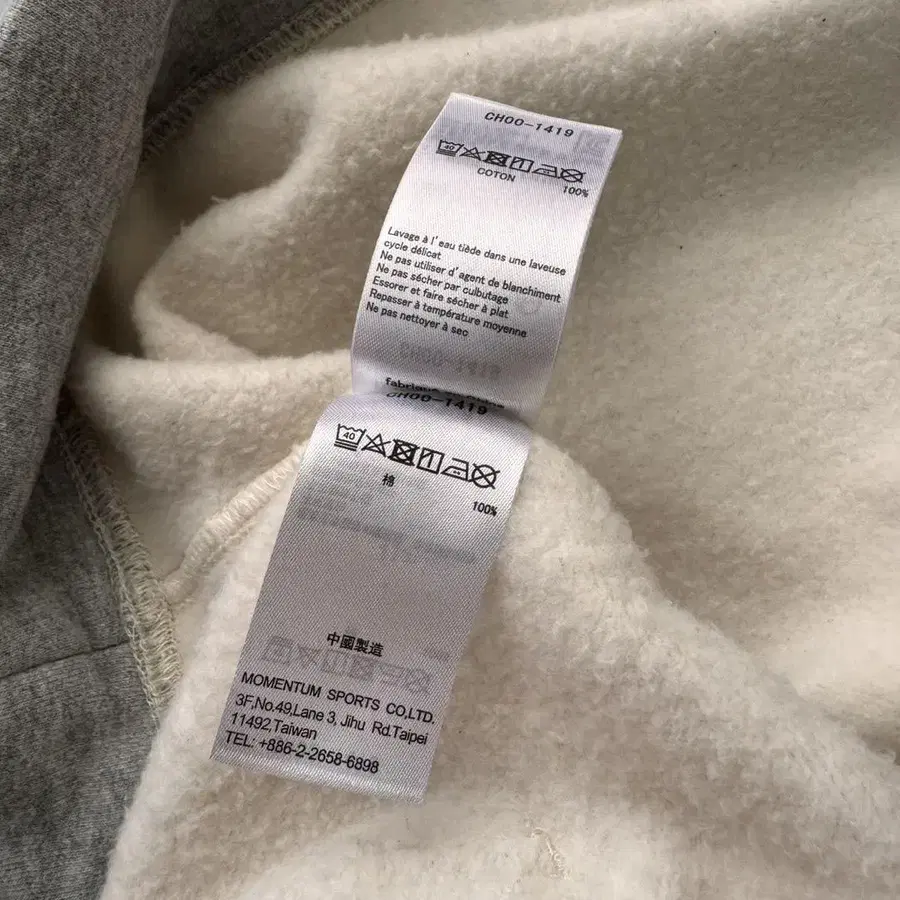 CH00-1419
40
COTON 100%
Lavage à l'eau tiède dans une laveuse
cycle délicat
Ne pas utiliser d'agent de blanchiment
Ne pas sécher par culbutage
Essorer et faire sécher à plat
Repasser à température moyenne
Ne pas nettoyer à sec
CH00-1419
40
棉 100%
中國製造
MOMENTUM SPORTS CO,LTD.
3F,No.49,Lane 3, Jihu Rd.Taipei
11492,Taiwan
TEL: +886-2-2658-6898